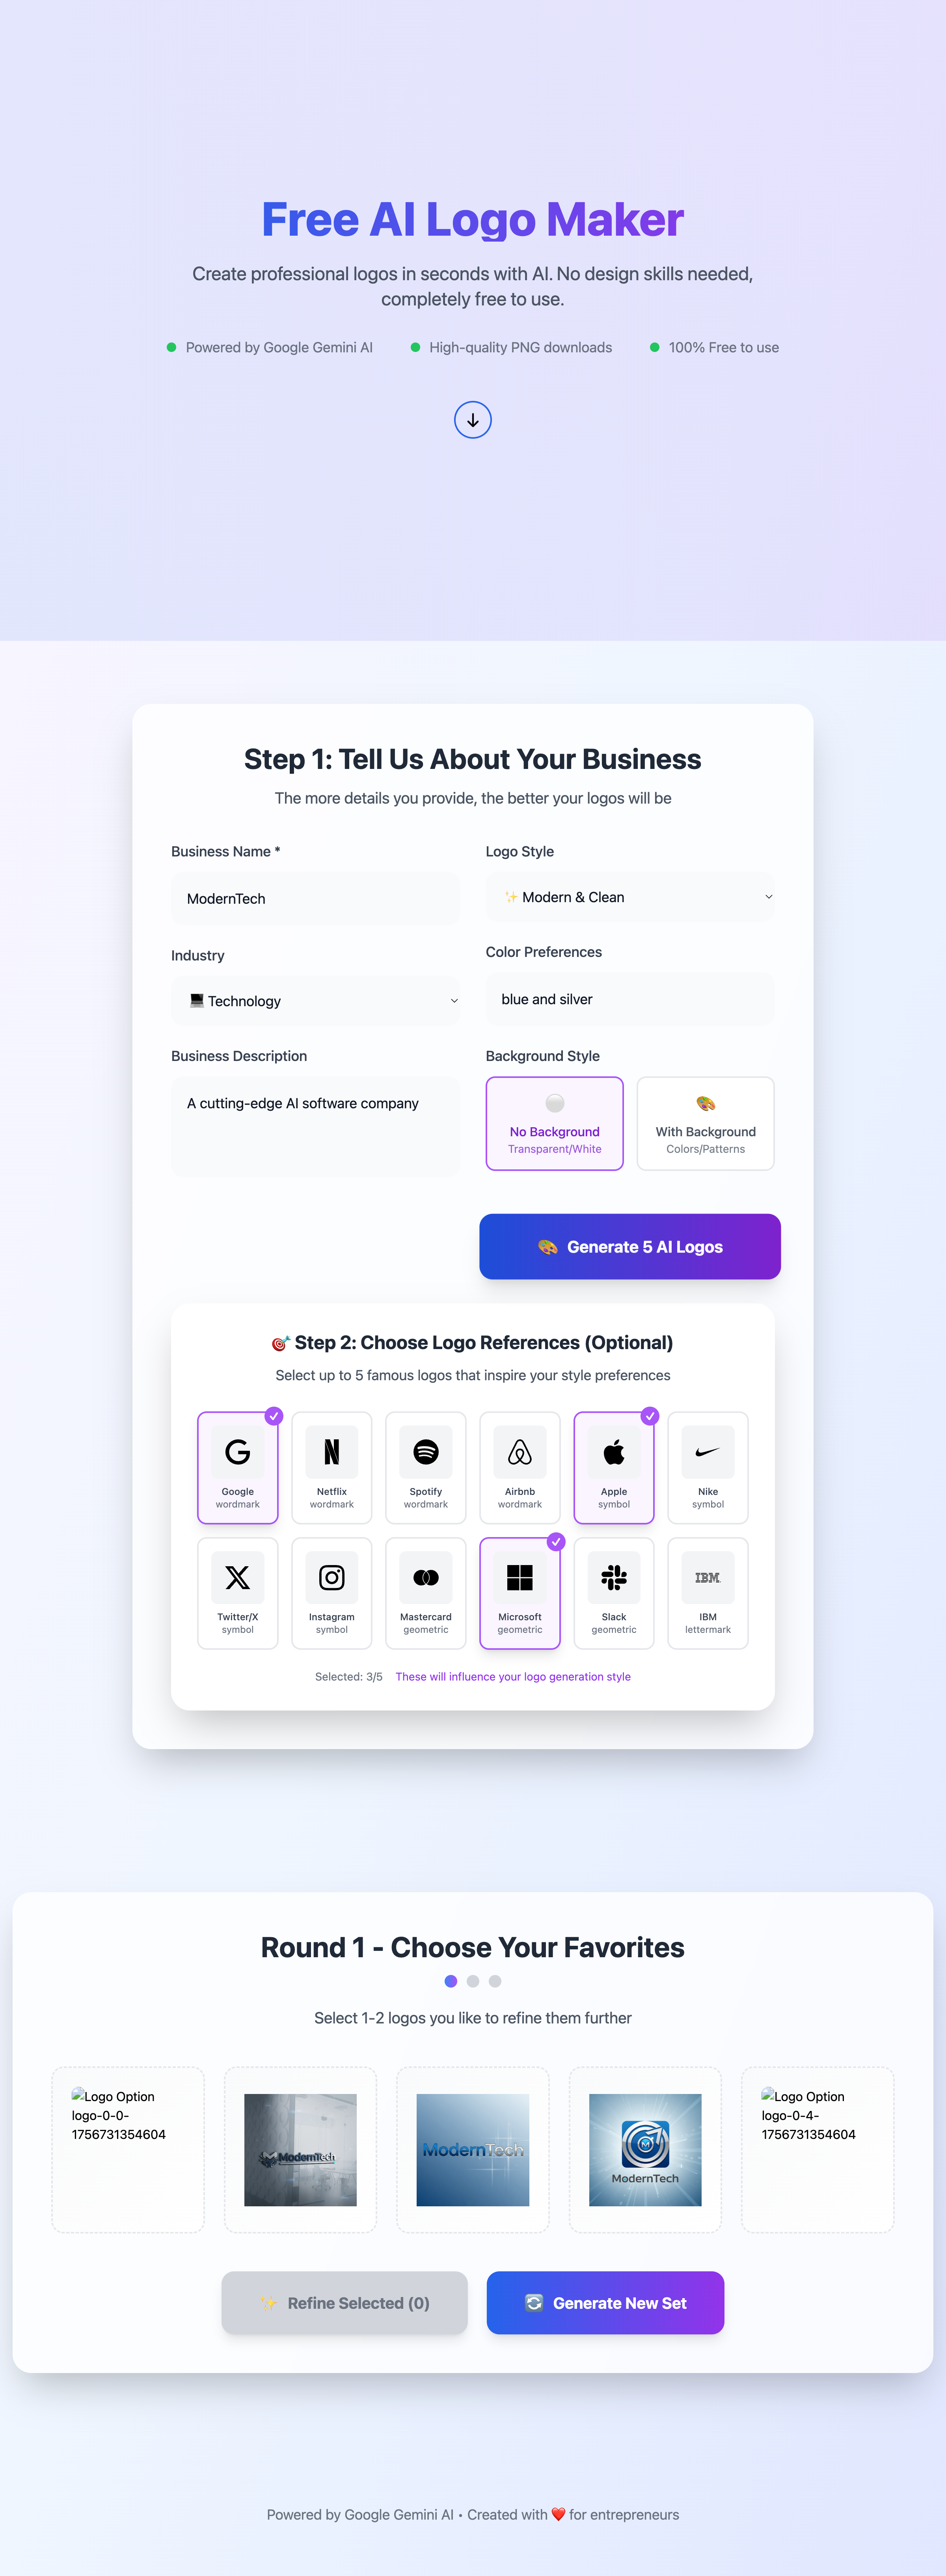 Free AI Logo Maker
Create professional logos in seconds with AI. No design skills needed,
completely free to use.
Powered by Google Gemini AI
High-quality PNG downloads
100% Free to use
Step 1: Tell Us About Your Business
The more details you provide, the better your logos will be
Business Name *
ModernTech
Industry
Technology
Business Description
A cutting-edge AI software company
Logo Style
✨ Modern & Clean
Color Preferences
blue and silver
Background Style
No Background
Transparent/White
With Background
Colors/Patterns
Generate 5 AI Logos
Step 2: Choose Logo References (Optional)
Select up to 5 famous logos that inspire your style preferences
Google
wordmark
Netflix
wordmark
Spotify
wordmark
Airbnb
wordmark
Apple
symbol
Nike
symbol
Twitter/X
symbol
Instagram
symbol
Mastercard
geometric
Microsoft
geometric
Slack
geometric
IBM
IBM
lettermark
Selected: 3/5 These will influence your logo generation style
Round 1 - Choose Your Favorites
Select 1-2 logos you like to refine them further
Logo Option
logo-0-0-
1756731354604
ModernTech
ModernTech
ModernTech
Logo Option
logo-0-4-
1756731354604
✨ Refine Selected (0)
Generate New Set
Powered by Google Gemini AI • Created with ❤️ for entrepreneurs